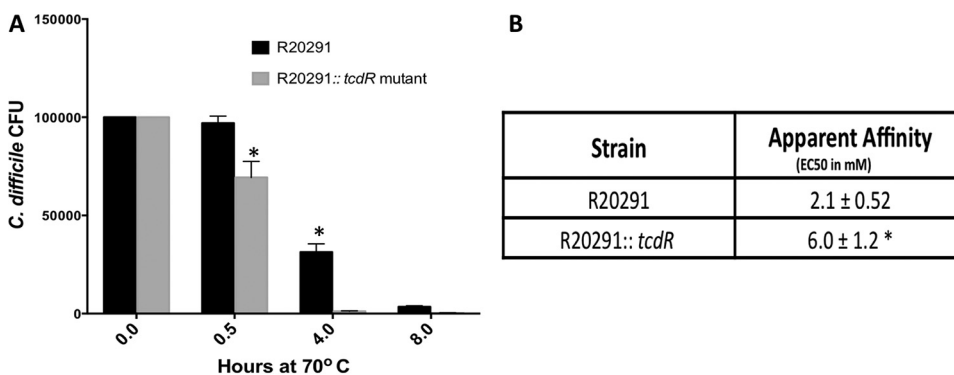 A
150000
100000
50000
0
C. difficile CFU
R20291
R20291:: tcdR mutant
*
*
0.0
0.5
4.0
8.0
Hours at 70º C
B
Strain
Apparent Affinity
(EC50 in mM)
R20291
2.1 ± 0.52
R20291:: tcdR
6.0 ± 1.2 *